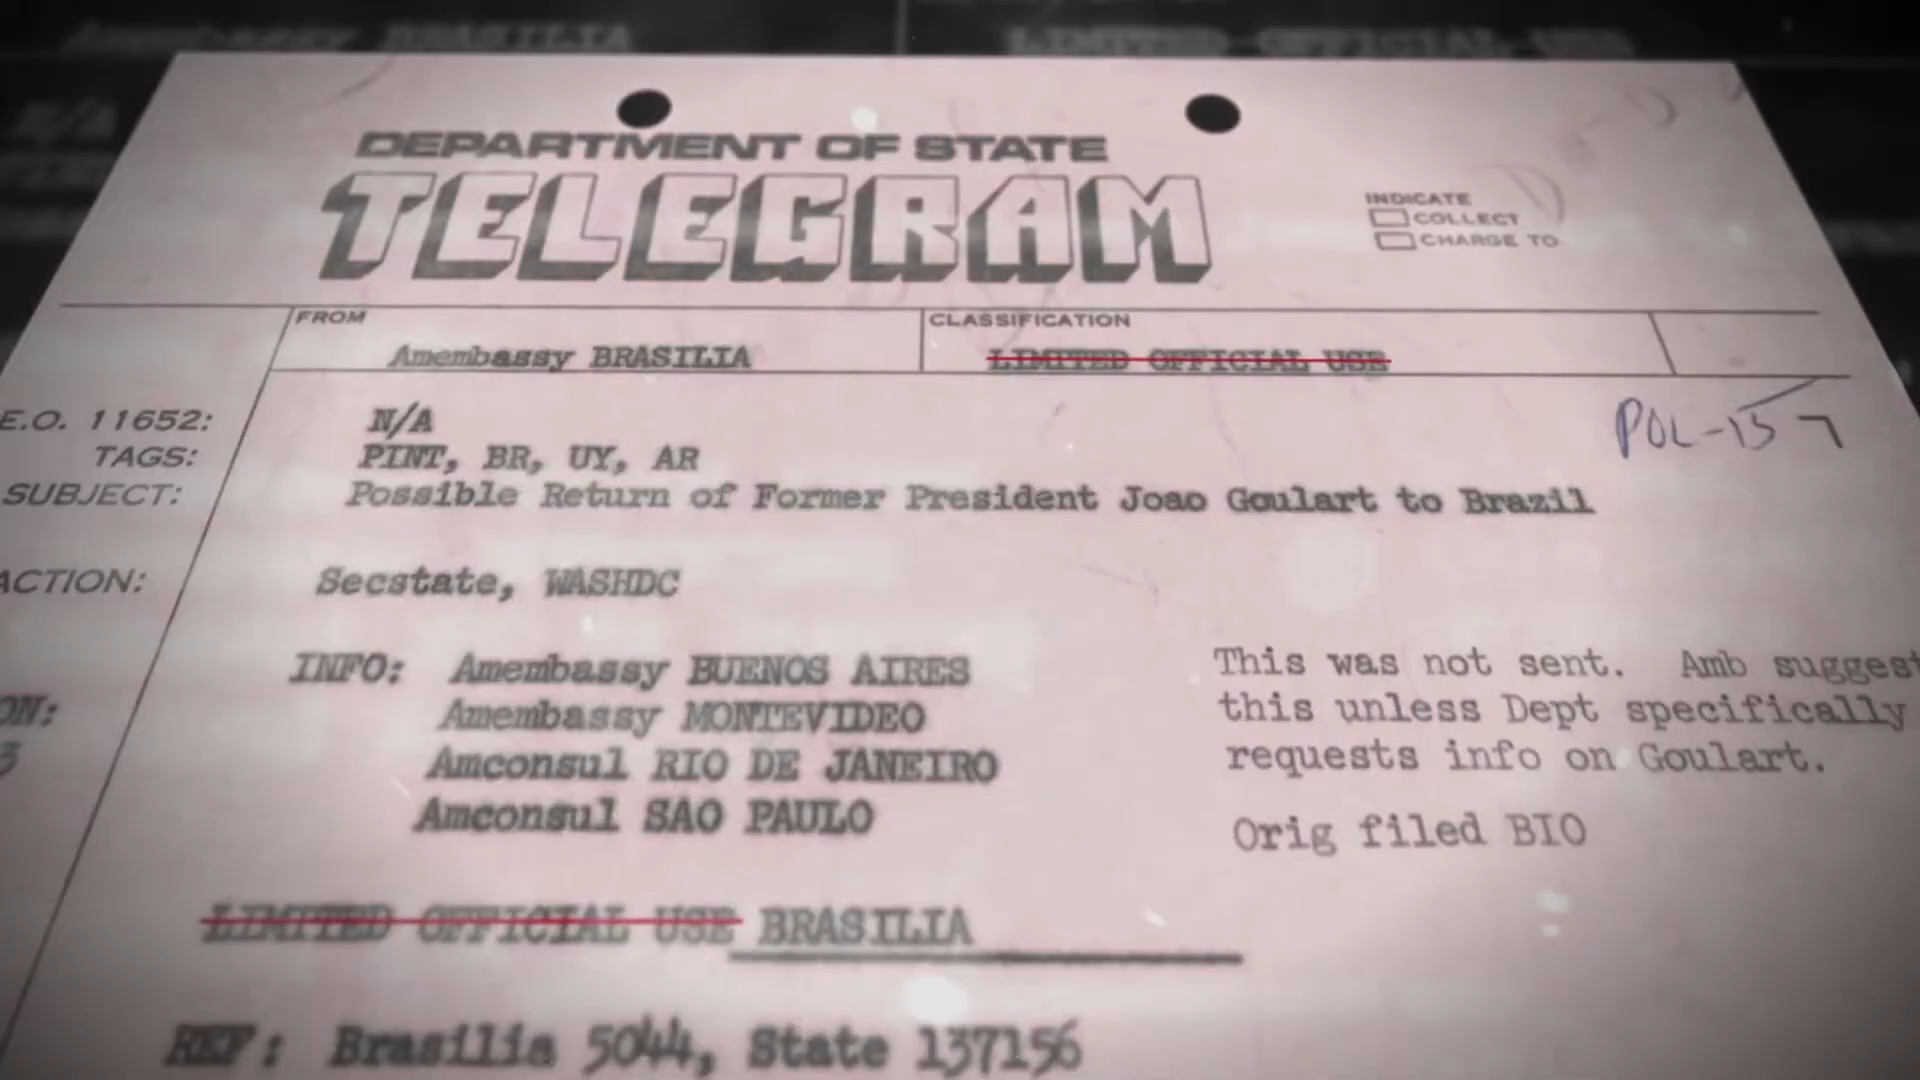 DEPARTMENT OF STATE
TELEGRAM
INDICATE
COLLECT
CHARGE TO
FROM
Amembassy BRASILIA
CLASSIFICATION
LIMITED OFFICIAL USE
POL-15 7
E.O. 11652: N/A
TAGS: PINT, BR, UY, AR
SUBJECT: Possible Return of Former President Joao Goulart to Brazil
ACTION: Secstate, WASHDC
INFO: Amembassy BUENOS AIRES
Amembassy MONTEVIDEO
Amconsul RIO DE JANEIRO
Amconsul SAO PAULO
This was not sent. Amb suggest
this unless Dept specifically
requests info on Goulart.
Orig filed BIO
LIMITED OFFICIAL USE BRASILIA
REF: Brasilia 5044, State 137156